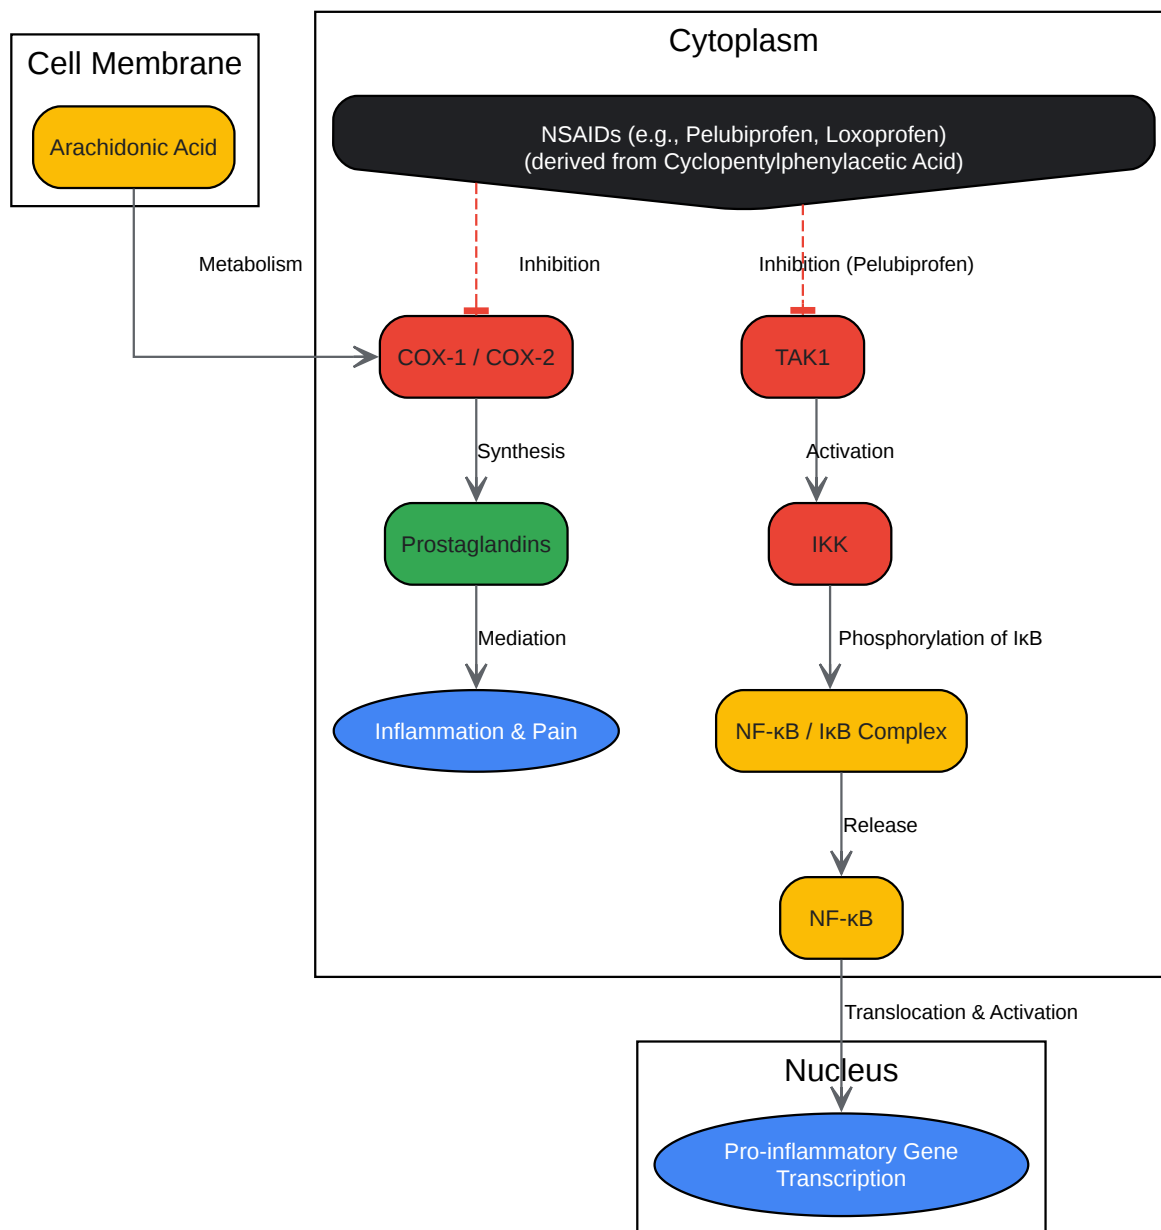 Cell Membrane
Arachidonic Acid
Metabolism
Cytoplasm
NSAIDs (e.g., Pelubiprofen, Loxoprofen)
(derived from Cyclopentylphenylacetic Acid)
Inhibition
Inhibition (Pelubiprofen)
COX-1 / COX-2
TAK1
Synthesis
Activation
Prostaglandins
IKK
Mediation
Phosphorylation of IκB
Inflammation & Pain
NF-κB / IκB Complex
Release
NF-κB
Translocation & Activation
Nucleus
Pro-inflammatory Gene
Transcription